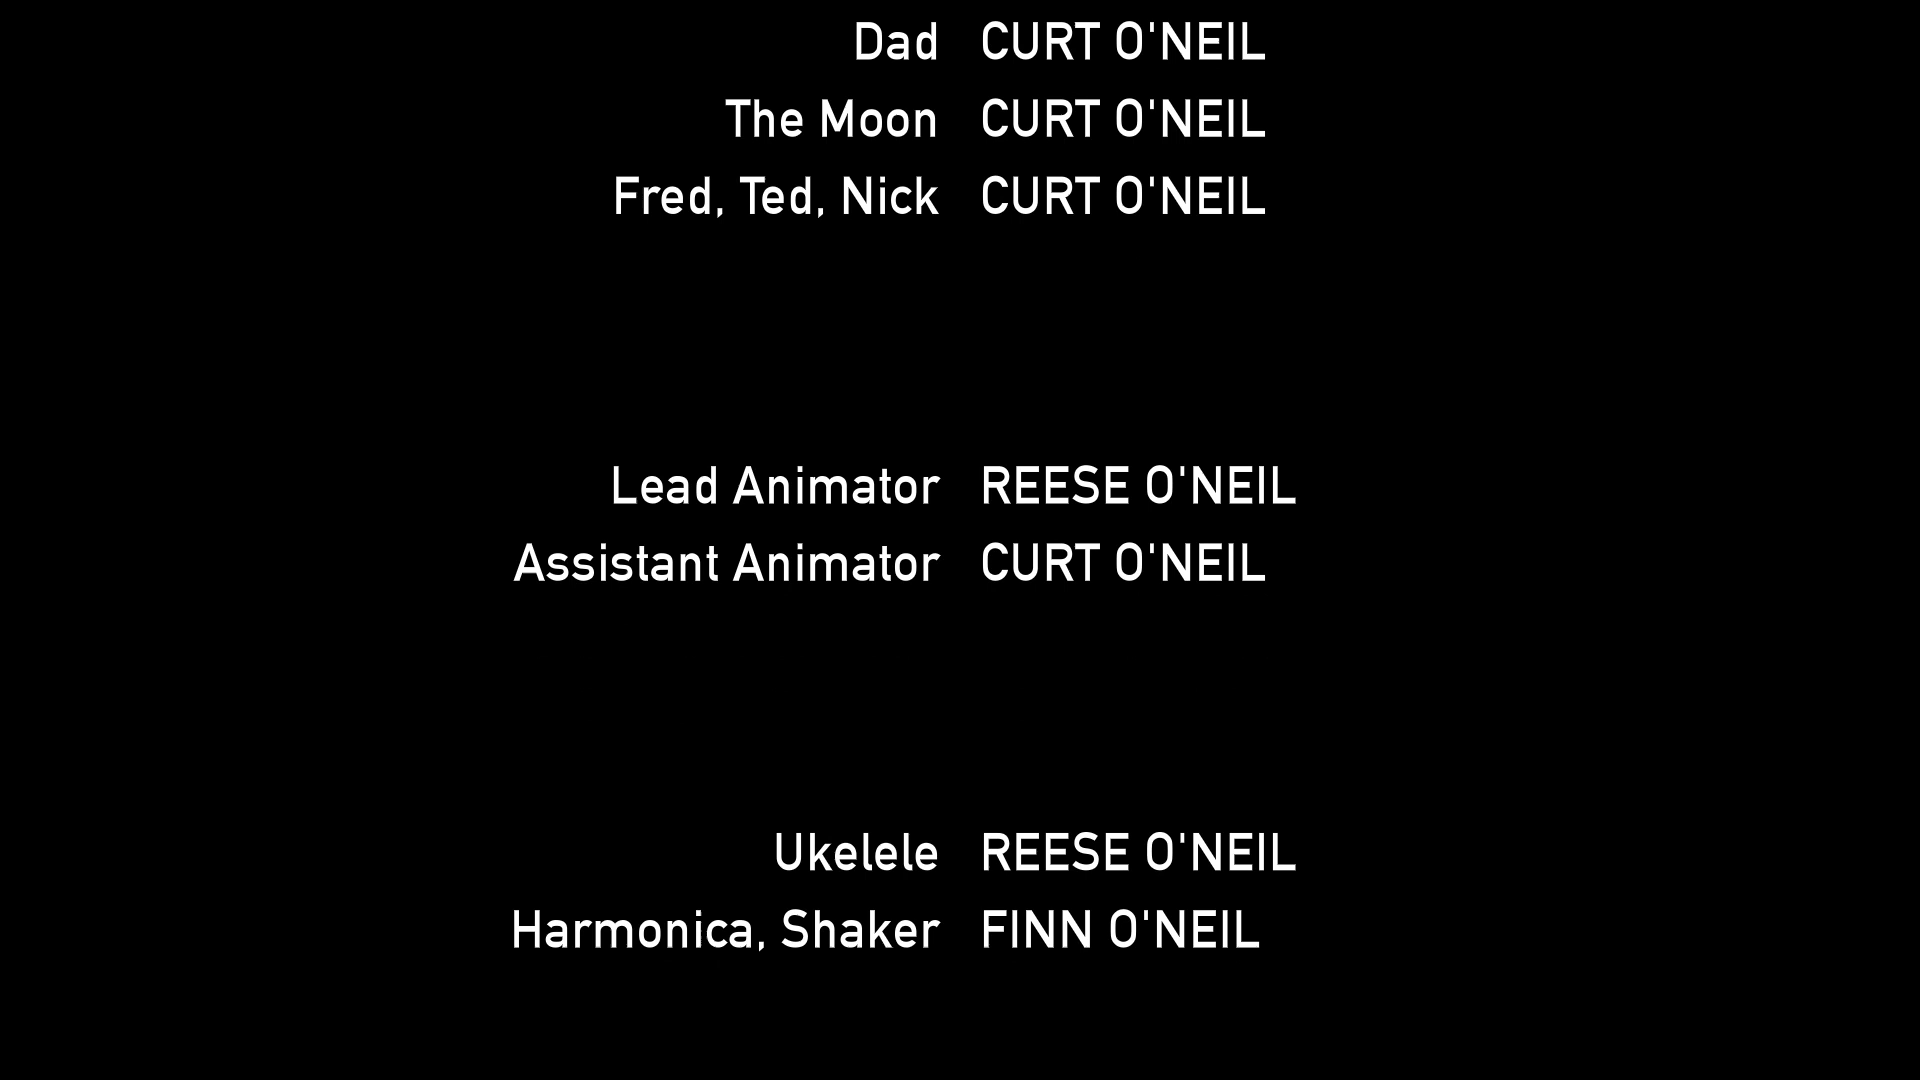 Dad CURT O'NEIL
The Moon CURT O'NEIL
Fred, Ted, Nick CURT O'NEIL
Lead Animator REESE O'NEIL
Assistant Animator CURT O'NEIL
Ukelele REESE O'NEIL
Harmonica, Shaker FINN O'NEIL